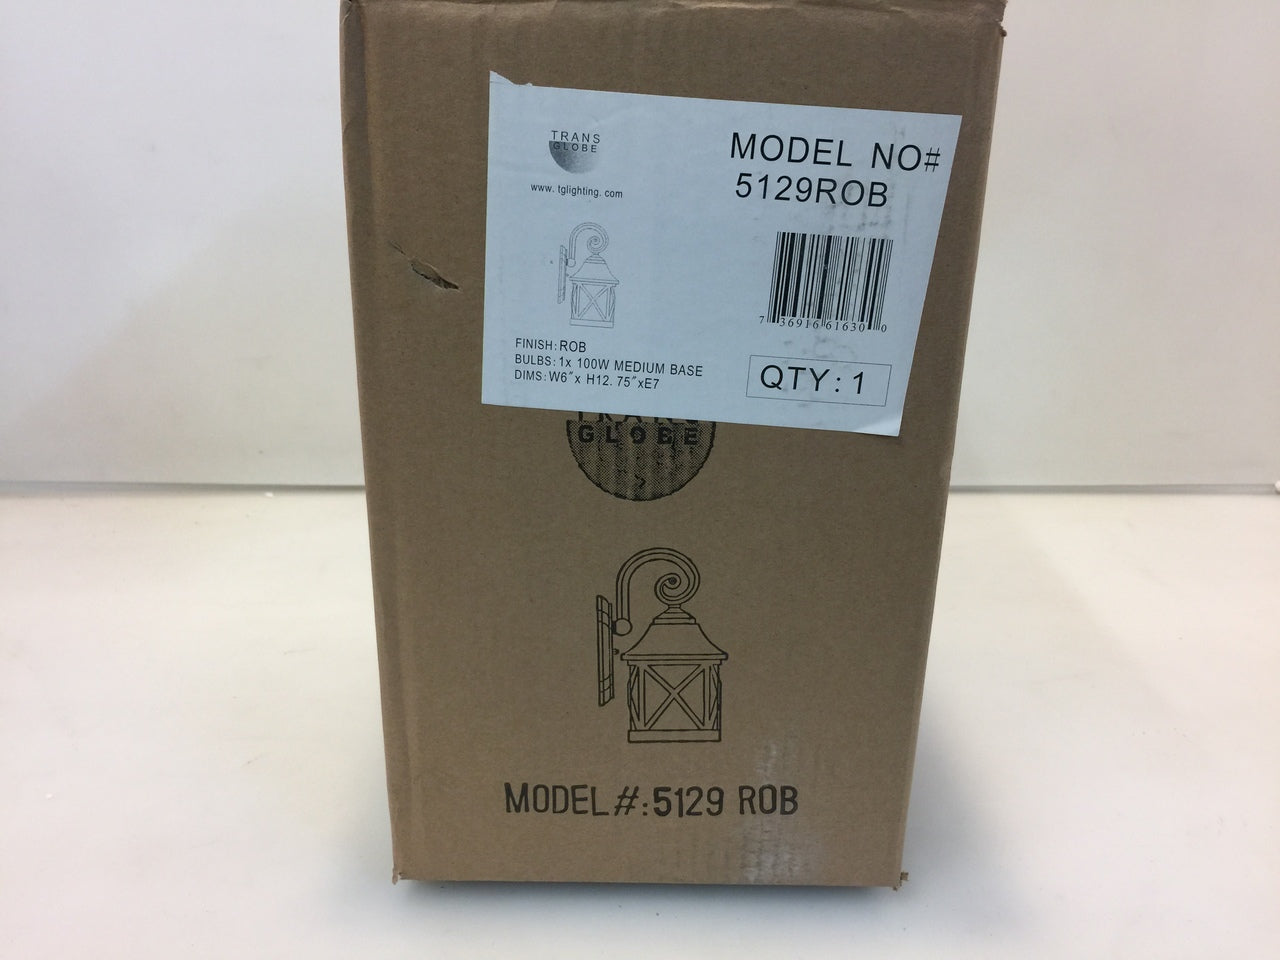 TRANS
GLOBE
www. tglighting. com
MODEL NO#
5129ROB
7 36916 61630 0
FINISH: ROB
BULBS: 1x 100W MEDIUM BASE
DIMS: W6″x H12. 75″xE7
QTY: 1
TRANS
GLOBE
MODEL#:5129 ROB